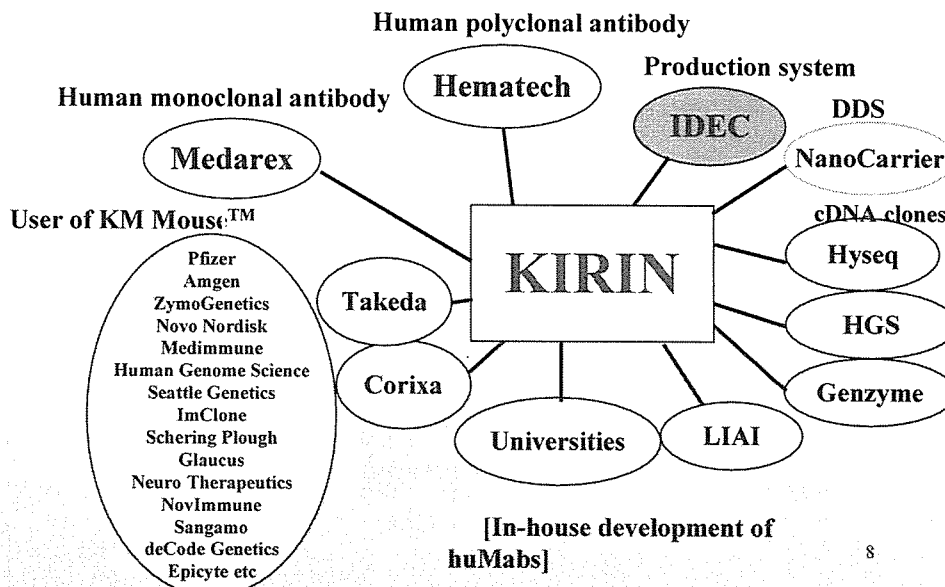 Human polyclonal antibody
Hematech
Production system
IDEC
Human monoclonal antibody
Medarex
DDS
NanoCarrier
User of KM Mouse™
cDNA clones
KIRIN
Hyseq
HGS
Genzyme
Takeda
Corixa
Universities
LIAI
Pfizer
Amgen
ZymoGenetics
Novo Nordisk
Medimmune
Human Genome Science
Seattle Genetics
ImClone
Schering Plough
Glaucus
Neuro Therapeutics
NovImmune
Sangamo
deCode Genetics
Epicyte etc
[In-house development of
huMabs]
8